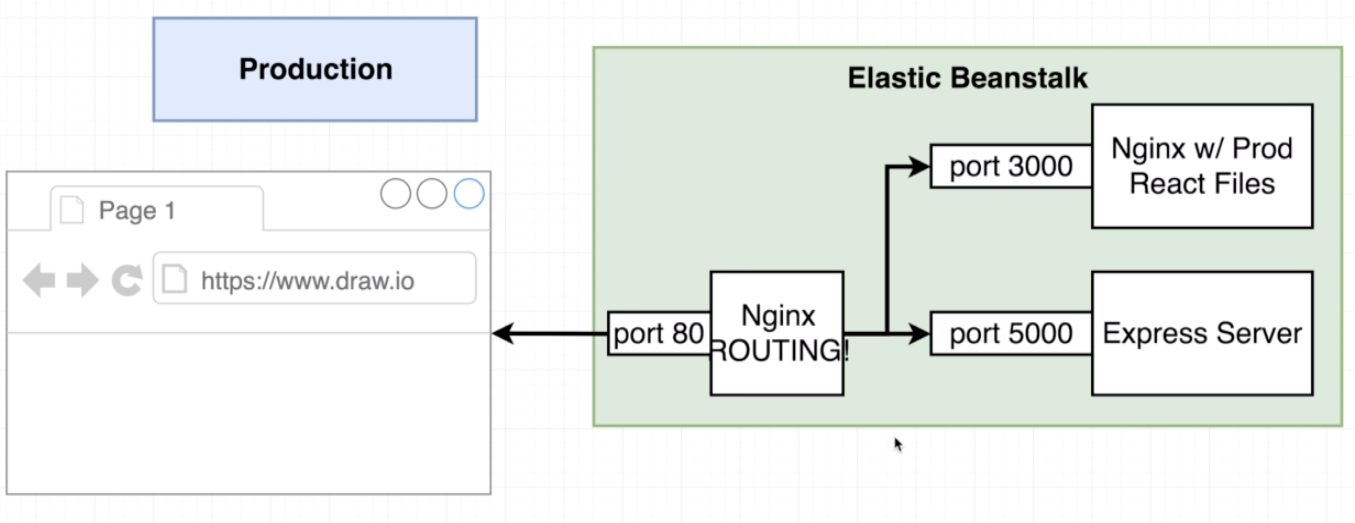 Production
Elastic Beanstalk
Page 1
https://www.draw.io
port 80
Nginx
ROUTING!
port 3000
Nginx w/ Prod
React Files
port 5000
Express Server